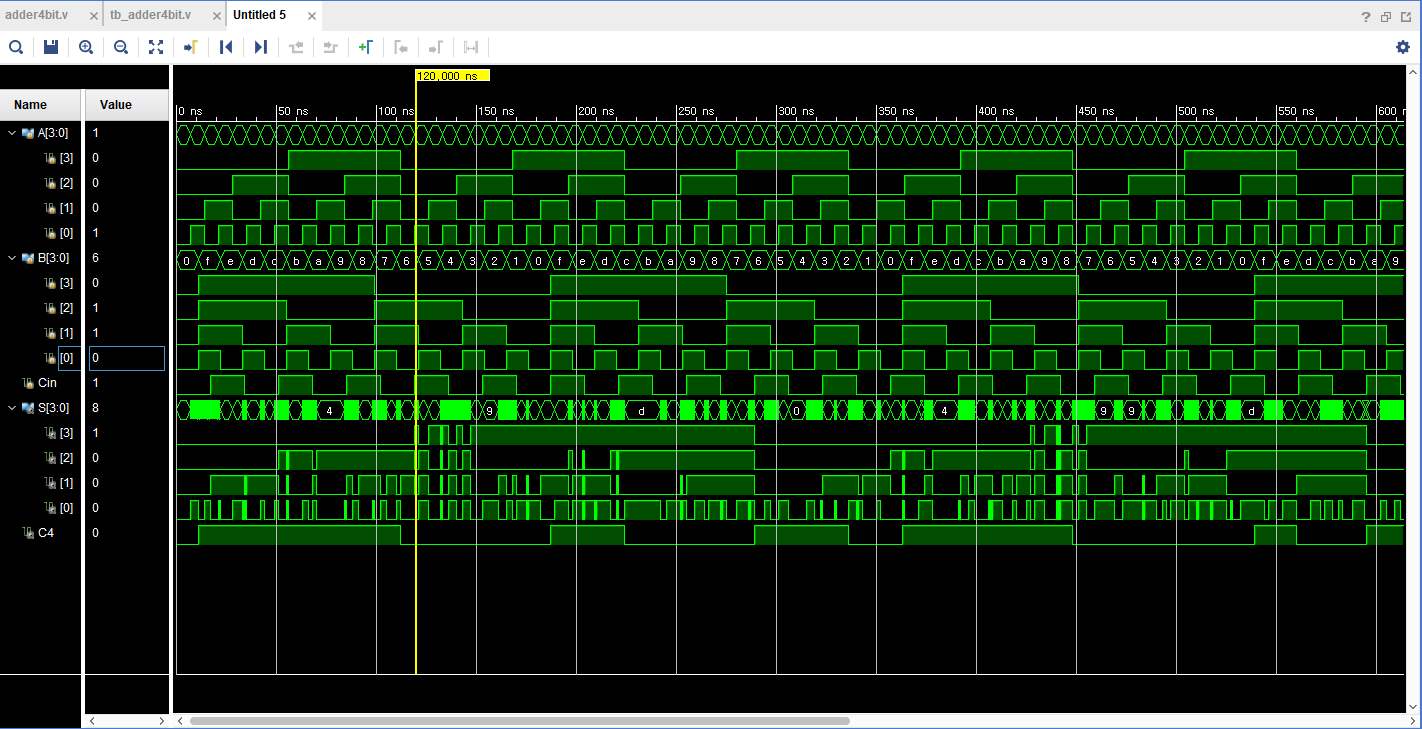 adder4bit.v × tb_adder4bit.v × Untitled 5 ×
120,000 ns
Name Value
0 ns 50 ns 100 ns 150 ns 200 ns 250 ns 300 ns 350 ns 400 ns 450 ns 500 ns 550 ns 600 n
A[3:0] 1
[3] 0
[2] 0
[1] 0
[0] 1
B[3:0] 6 0 f e d c b a 9 8 7 6 5 4 3 2 1 0 f e d c b a 9 8 7 6 5 4 3 2 1 0 f e d c b a 9 8 7 6 5 4 3 2 1 0 f e d c b a 9
[3] 0
[2] 1
[1] 1
[0] 0
Cin 1
S[3:0] 8 4 9 d 0 4 9 9 d
[3] 1
[2] 0
[1] 0
[0] 0
C4 0